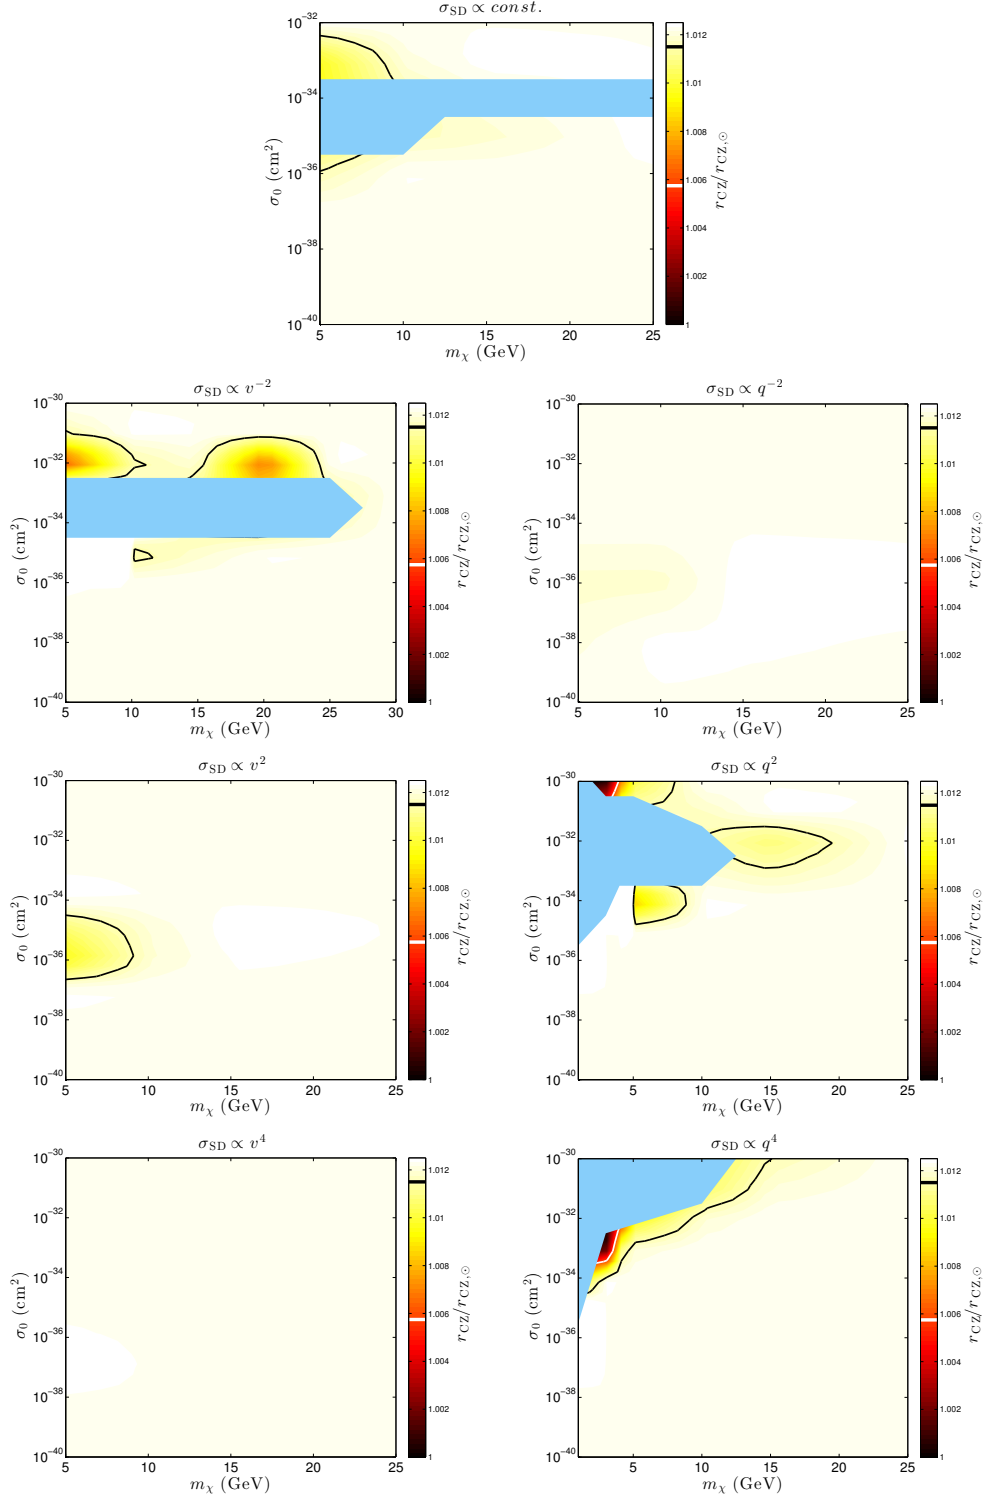 σ_SD ∝ const.
10^−32
10^−34
10^−36
10^−38
10^−40
σ_0 (cm^2)
5 10 15 20 25
m_χ (GeV)
1.012
1.01
1.008
1.006
1.004
1.002
1
r_CZ/r_CZ,⊙
σ_SD ∝ v^−2
10^−30
10^−32
10^−34
10^−36
10^−38
10^−40
σ_0 (cm^2)
5 10 15 20 25 30
m_χ (GeV)
1.012
1.01
1.008
1.006
1.004
1.002
1
r_CZ/r_CZ,⊙
σ_SD ∝ q^−2
10^−30
10^−32
10^−34
10^−36
10^−38
10^−40
σ_0 (cm^2)
5 10 15 20 25
m_χ (GeV)
1.012
1.01
1.008
1.006
1.004
1.002
1
r_CZ/r_CZ,⊙
σ_SD ∝ v^2
10^−30
10^−32
10^−34
10^−36
10^−38
10^−40
σ_0 (cm^2)
5 10 15 20 25
m_χ (GeV)
1.012
1.01
1.008
1.006
1.004
1.002
1
r_CZ/r_CZ,⊙
σ_SD ∝ q^2
10^−30
10^−32
10^−34
10^−36
10^−38
10^−40
σ_0 (cm^2)
5 10 15 20 25
m_χ (GeV)
1.012
1.01
1.008
1.006
1.004
1.002
1
r_CZ/r_CZ,⊙
σ_SD ∝ v^4
10^−30
10^−32
10^−34
10^−36
10^−38
10^−40
σ_0 (cm^2)
5 10 15 20 25
m_χ (GeV)
1.012
1.01
1.008
1.006
1.004
1.002
1
r_CZ/r_CZ,⊙
σ_SD ∝ q^4
10^−30
10^−32
10^−34
10^−36
10^−38
10^−40
σ_0 (cm^2)
5 10 15 20 25
m_χ (GeV)
1.012
1.01
1.008
1.006
1.004
1.002
1
r_CZ/r_CZ,⊙